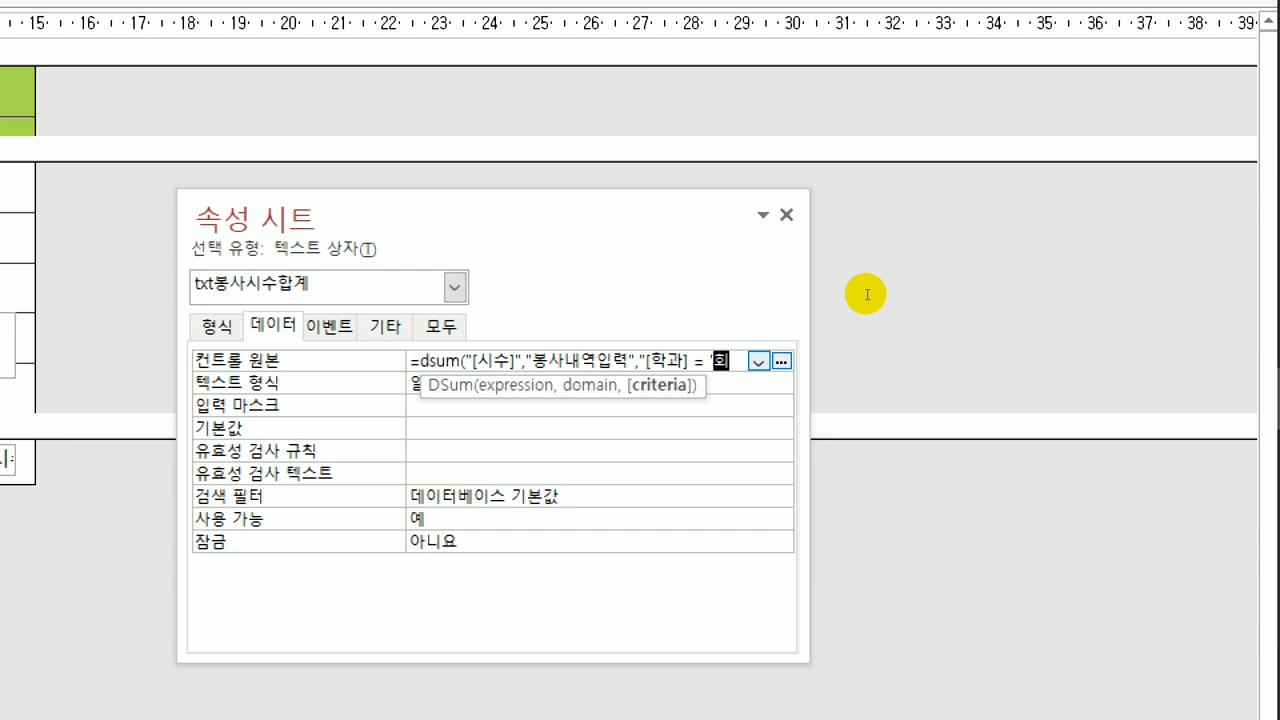 15 · 16 · 17 · 18 · 19 · 20 · 21 · 22 · 23 · 24 · 25 · 26 · 27 · 28 · 29 · 30 · 31 · 32 · 33 · 34 · 35 · 36 · 37 · 38 · 39
속성 시트
선택 유형: 텍스트 상자(T)
txt봉사시수합계
형식 데이터 이벤트 기타 모두
컨트롤 원본 =dsum("[시수]","봉사내역입력","[학과] = '회
텍스트 형식
DSum(expression, domain, [criteria])
입력 마스크
기본값
유효성 검사 규칙
유효성 검사 텍스트
검색 필터 데이터베이스 기본값
사용 가능 예
잠금 아니요